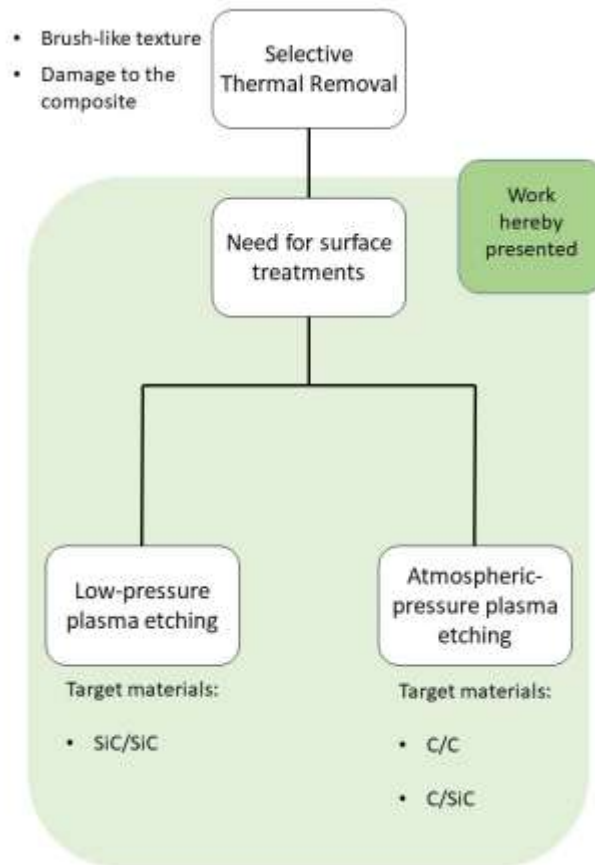 • Brush-like texture
• Damage to the
composite
Selective
Thermal Removal
Work
hereby
presented
Need for surface
treatments
Low-pressure
plasma etching
Atmospheric-
pressure plasma
etching
Target materials:
• SiC/SiC
Target materials:
• C/C
• C/SiC